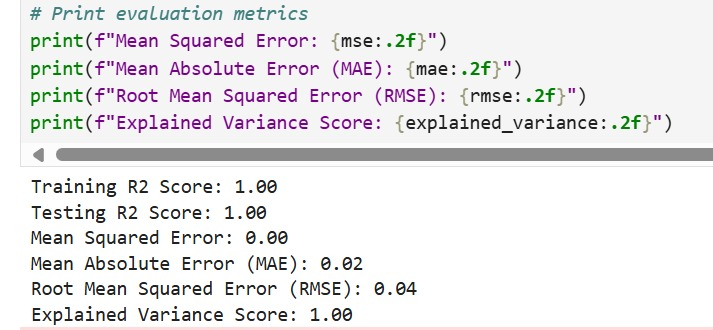 # Print evaluation metrics
print(f"Mean Squared Error: {mse:.2f}")
print(f"Mean Absolute Error (MAE): {mae:.2f}")
print(f"Root Mean Squared Error (RMSE): {rmse:.2f}")
print(f"Explained Variance Score: {explained_variance:.2f}")
Training R2 Score: 1.00
Testing R2 Score: 1.00
Mean Squared Error: 0.00
Mean Absolute Error (MAE): 0.02
Root Mean Squared Error (RMSE): 0.04
Explained Variance Score: 1.00